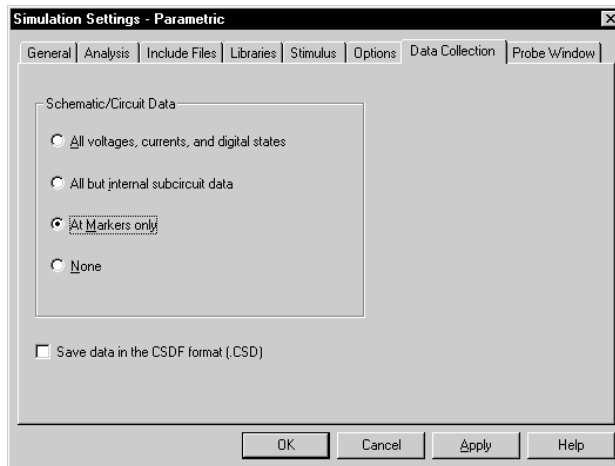 Simulation Settings - Parametric
General Analysis Include Files Libraries Stimulus Options Data Collection Probe Window
Schematic/Circuit Data
All voltages, currents, and digital states
All but internal subcircuit data
At Markers only
None
Save data in the CSDF format (.CSD)
OK Cancel Apply Help